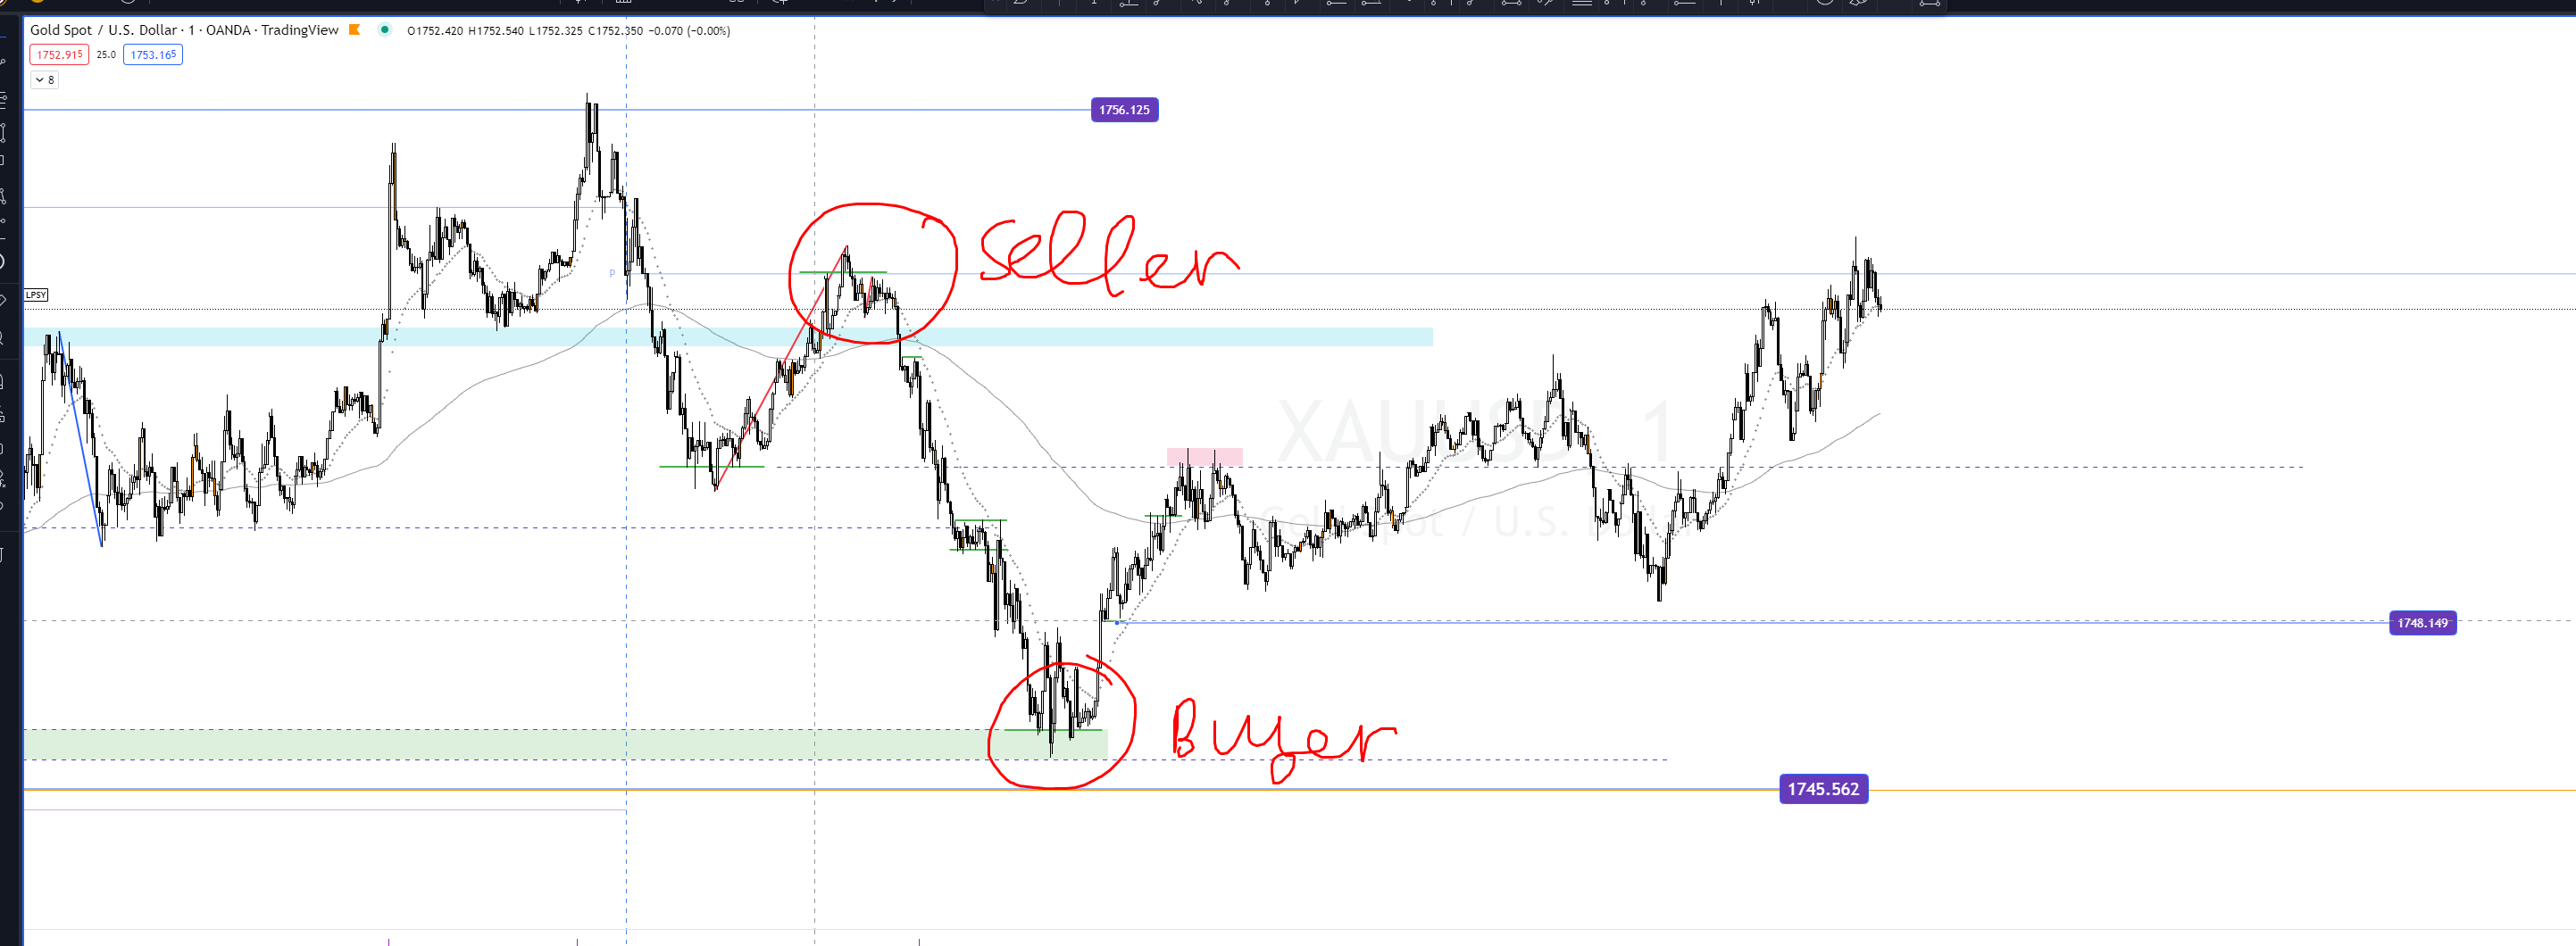 Gold Spot / U.S. Dollar · 1 · OANDA · TradingView O1752.420 H1752.540 L1752.325 C1752.350 −0.070 (−0.00%)
1752.915 25.0 1753.165
8
1756.125
Seller
P
LPSY
XAUUSD 1
Gold Spot / U.S. Dollar
1748.149
Buyer
1745.562